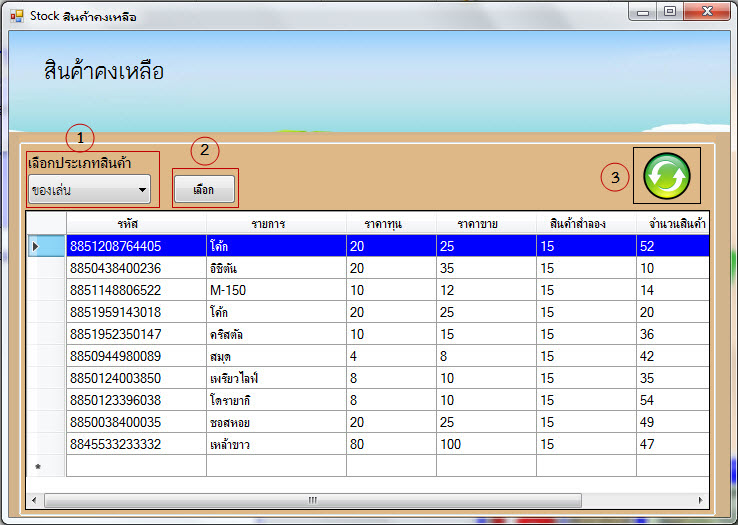 Stock สินค้าคงเหลือ
สินค้าคงเหลือ
1
2
เลือกประเภทสินค้า
3
ของเล่น เลือก
รหัส รายการ ราคาทุน ราคาขาย สินค้าสำลอง จำนวนสินค้า
8851208764405 โค้ก 20 25 15 52
8850438400236 อิชิตัน 20 35 15 10
8851148806522 M-150 10 12 15 14
8851959143018 โค้ก 20 25 15 20
8851952350147 คริสตัล 10 15 15 36
8850944980089 สมุด 4 8 15 42
8850124003850 เพรียวไลฟ์ 8 10 15 35
8850123396038 โดรายากิ 8 10 15 54
8850038400035 ซอสหอย 20 25 15 49
8845533233332 เหล้าขาว 80 100 15 47
*